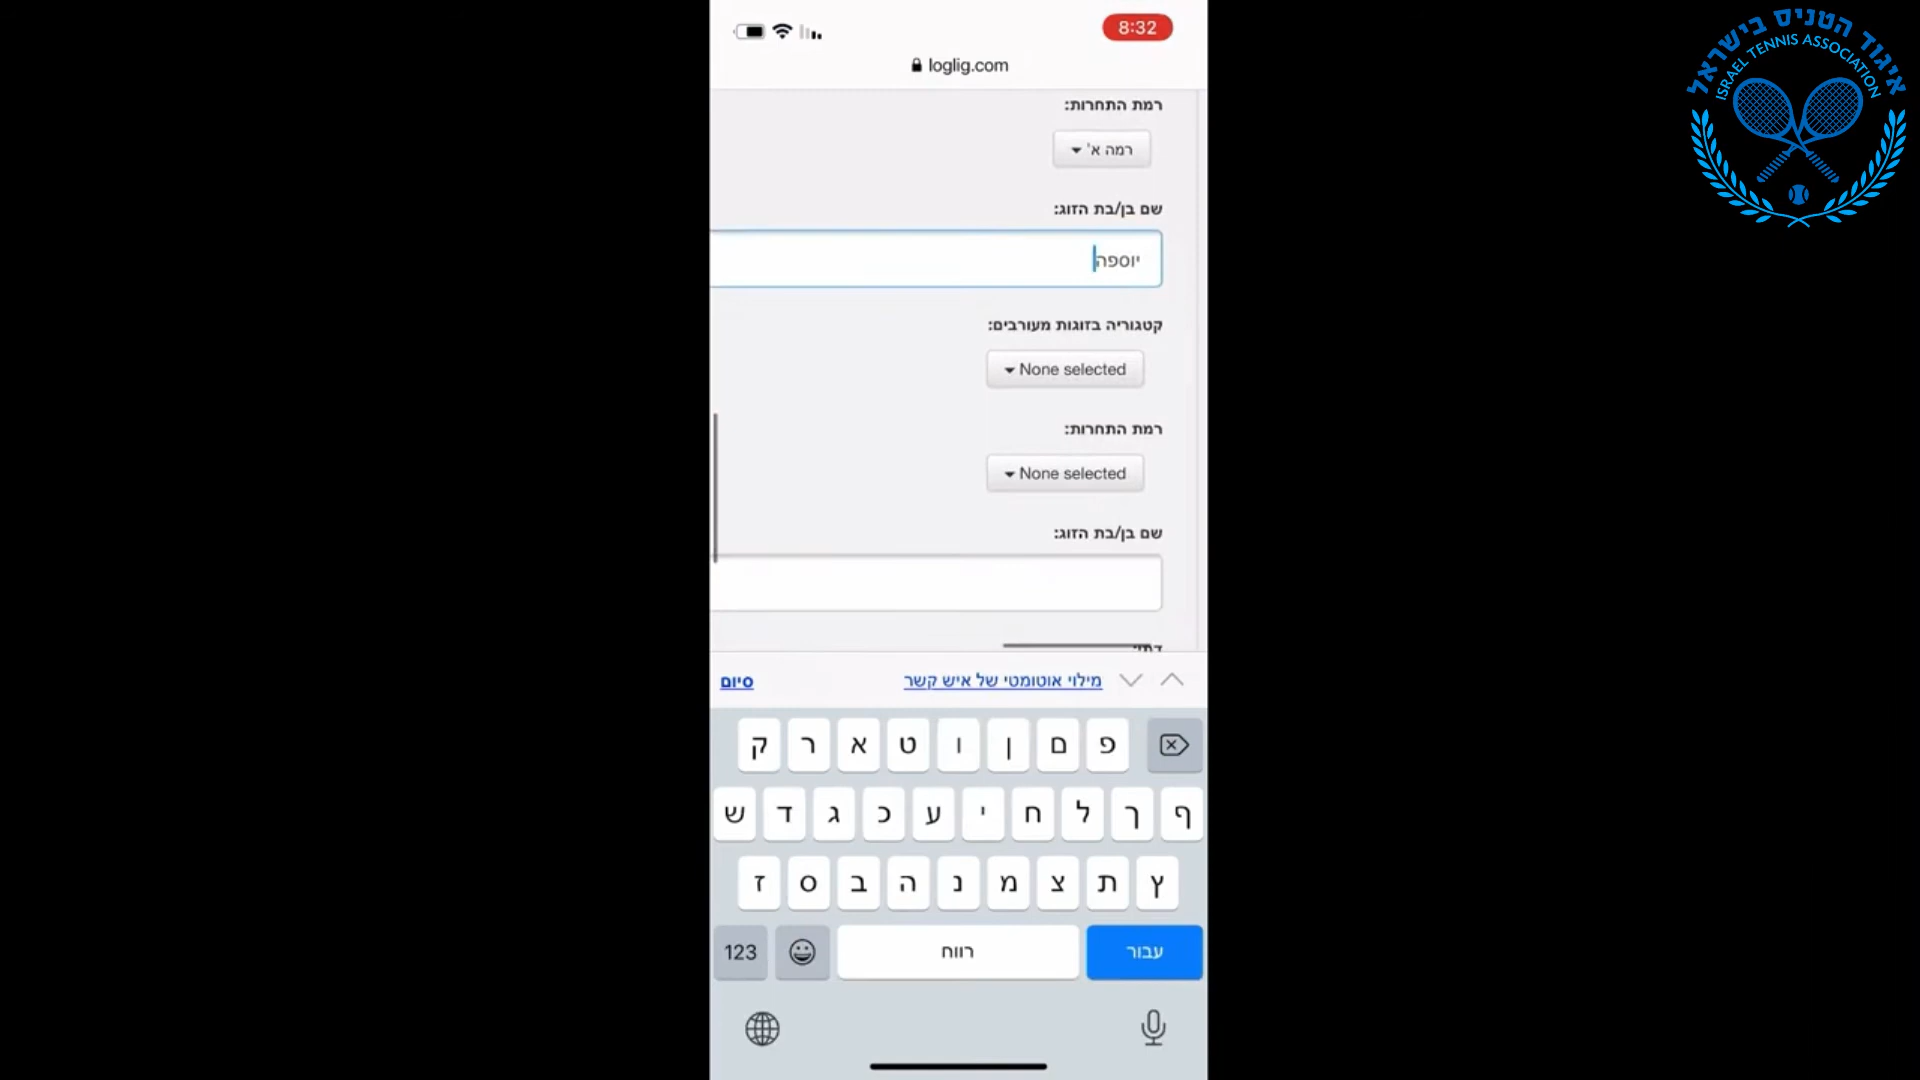 8:32
loglig.com
רמת התחרות:
רמה א'
שם בן/בת הזוג:
יוספה
קטגוריה בזוגות מעורבים:
None selected
רמת התחרות:
None selected
שם בן/בת הזוג:
דתי:
מילוי אוטומטי של איש קשר
סיום
ק ר א ט ו ן ם פ
ש ד ג כ ע י ח ל ך ף
ז ס ב ה נ מ צ ת ץ
123
רווח
עבור
איגוד הטניס בישראל
ISRAEL TENNIS ASSOCIATION